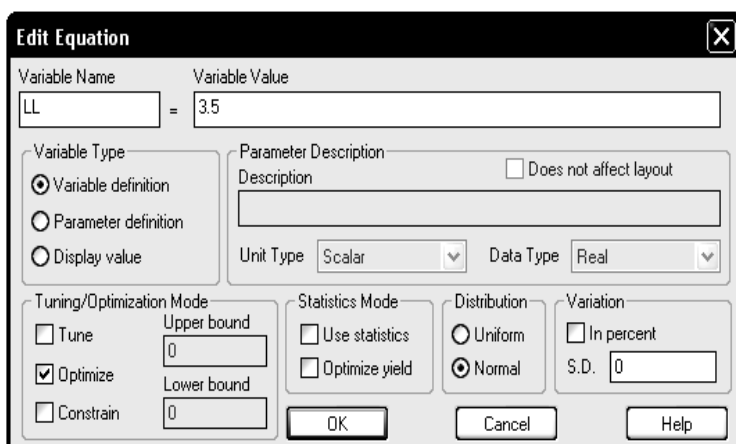 Edit Equation
Variable Name
Variable Value
LL
=
3.5
Variable Type
Variable definition
Parameter definition
Display value
Parameter Description
Description
Does not affect layout
Unit Type
Scalar
Data Type
Real
Tuning/Optimization Mode
Tune
Optimize
Constrain
Upper bound
0
Lower bound
0
Statistics Mode
Use statistics
Optimize yield
Distribution
Uniform
Normal
Variation
In percent
S.D.
0
OK
Cancel
Help